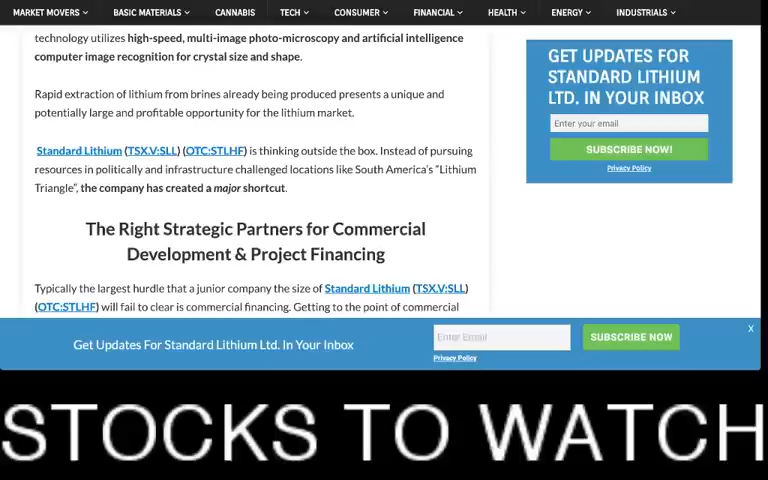 MARKET MOVERS BASIC MATERIALS CANNABIS TECH CONSUMER FINANCIAL HEALTH ENERGY INDUSTRIALS
technology utilizes high-speed, multi-image photo-microscopy and artificial intelligence
computer image recognition for crystal size and shape.
Rapid extraction of lithium from brines already being produced presents a unique and
potentially large and profitable opportunity for the lithium market.
Standard Lithium (TSX.V:SLL) (OTC:STLHF) is thinking outside the box. Instead of pursuing
resources in politically and infrastructure challenged locations like South America's “Lithium
Triangle”, the company has created a major shortcut.
The Right Strategic Partners for Commercial
Development & Project Financing
Typically the largest hurdle that a junior company the size of Standard Lithium (TSX.V:SLL)
(OTC:STLHF) will fail to clear is commercial financing. Getting to the point of commercial
GET UPDATES FOR
STANDARD LITHIUM
LTD. IN YOUR INBOX
Enter your email
SUBSCRIBE NOW!
Privacy Policy
X
Get Updates For Standard Lithium Ltd. In Your Inbox
Enter Email
SUBSCRIBE NOW
Privacy Policy
STOCKS TO WATCH